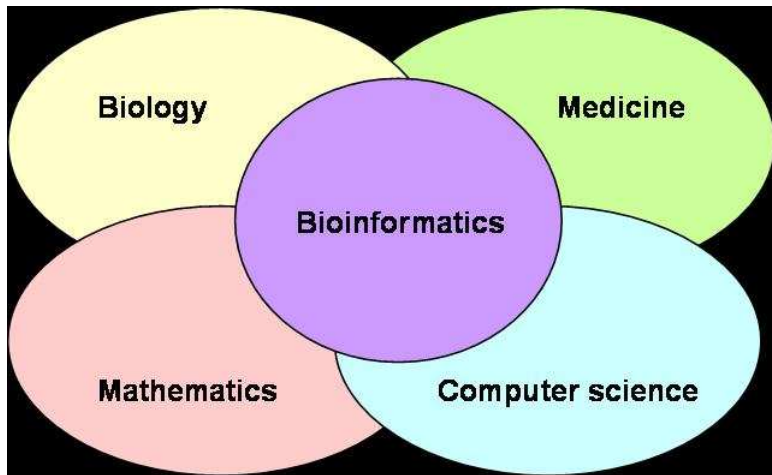 Biology
Medicine
Bioinformatics
Mathematics
Computer science